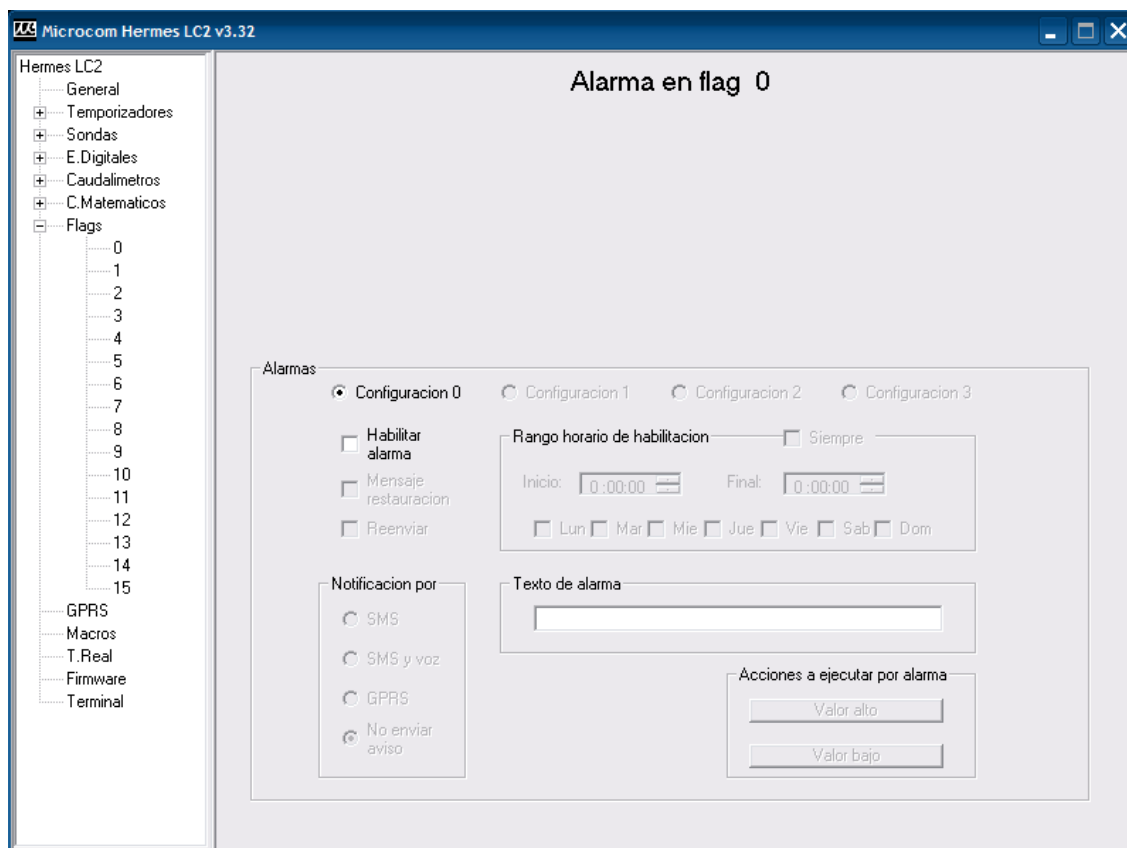 Microcom Hermes LC2 v3.32
Hermes LC2
General
Temporizadores
Sondas
E.Digitales
Caudalimetros
C.Matematicos
Flags
0
1
2
3
4
5
6
7
8
9
10
11
12
13
14
15
GPRS
Macros
T.Real
Firmware
Terminal
Alarma en flag 0
Alarmas
Configuracion 0 Configuracion 1 Configuracion 2 Configuracion 3
Habilitar
alarma
Mensaje
restauracion
Reenviar
Rango horario de habilitacion Siempre
Inicio: 0:00:00 Final: 0:00:00
Lun Mar Mie Jue Vie Sab Dom
Notificacion por
SMS
SMS y voz
GPRS
No enviar
aviso
Texto de alarma
Acciones a ejecutar por alarma
Valor alto
Valor bajo